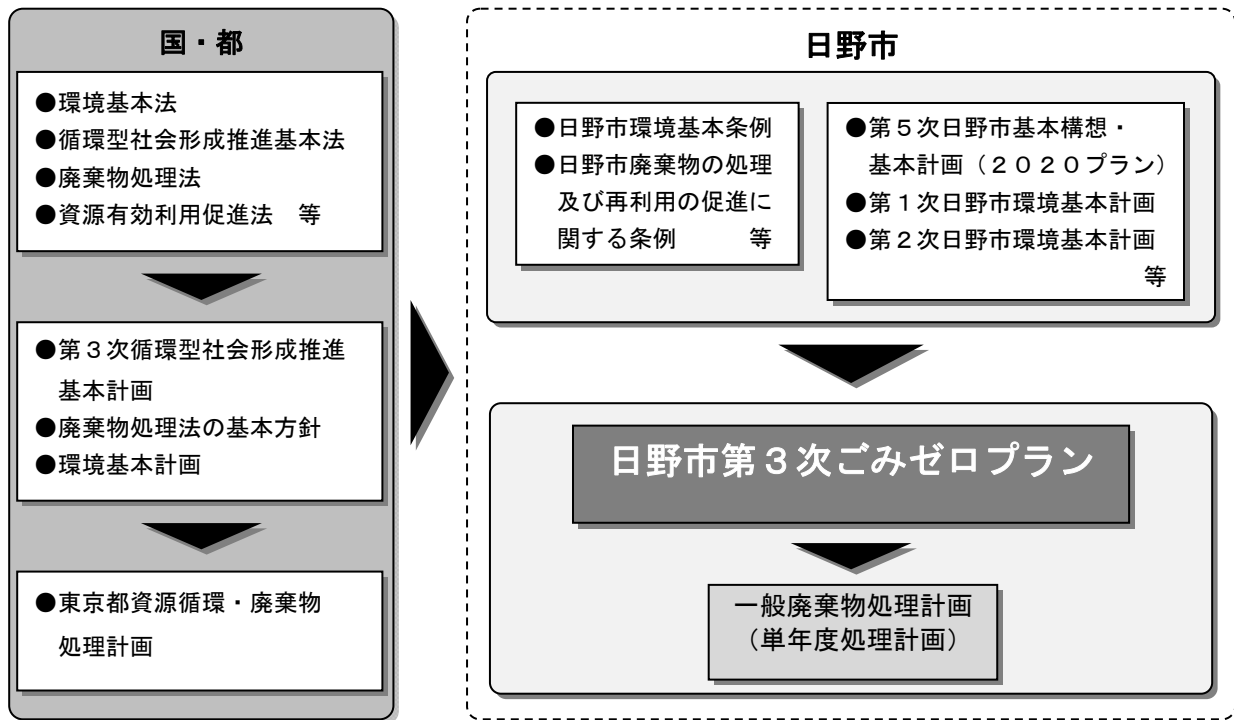 国・都
●環境基本法
●循環型社会形成推進基本法
●廃棄物処理法
●資源有効利用促進法　等
●第３次循環型社会形成推進
基本計画
●廃棄物処理法の基本方針
●環境基本計画
●東京都資源循環・廃棄物
処理計画
日野市
●日野市環境基本条例
●日野市廃棄物の処理
及び再利用の促進に
関する条例　　等
●第５次日野市基本構想・
基本計画（２０２０プラン）
●第１次日野市環境基本計画
●第２次日野市環境基本計画
等
日野市第３次ごみゼロプラン
一般廃棄物処理計画
（単年度処理計画）